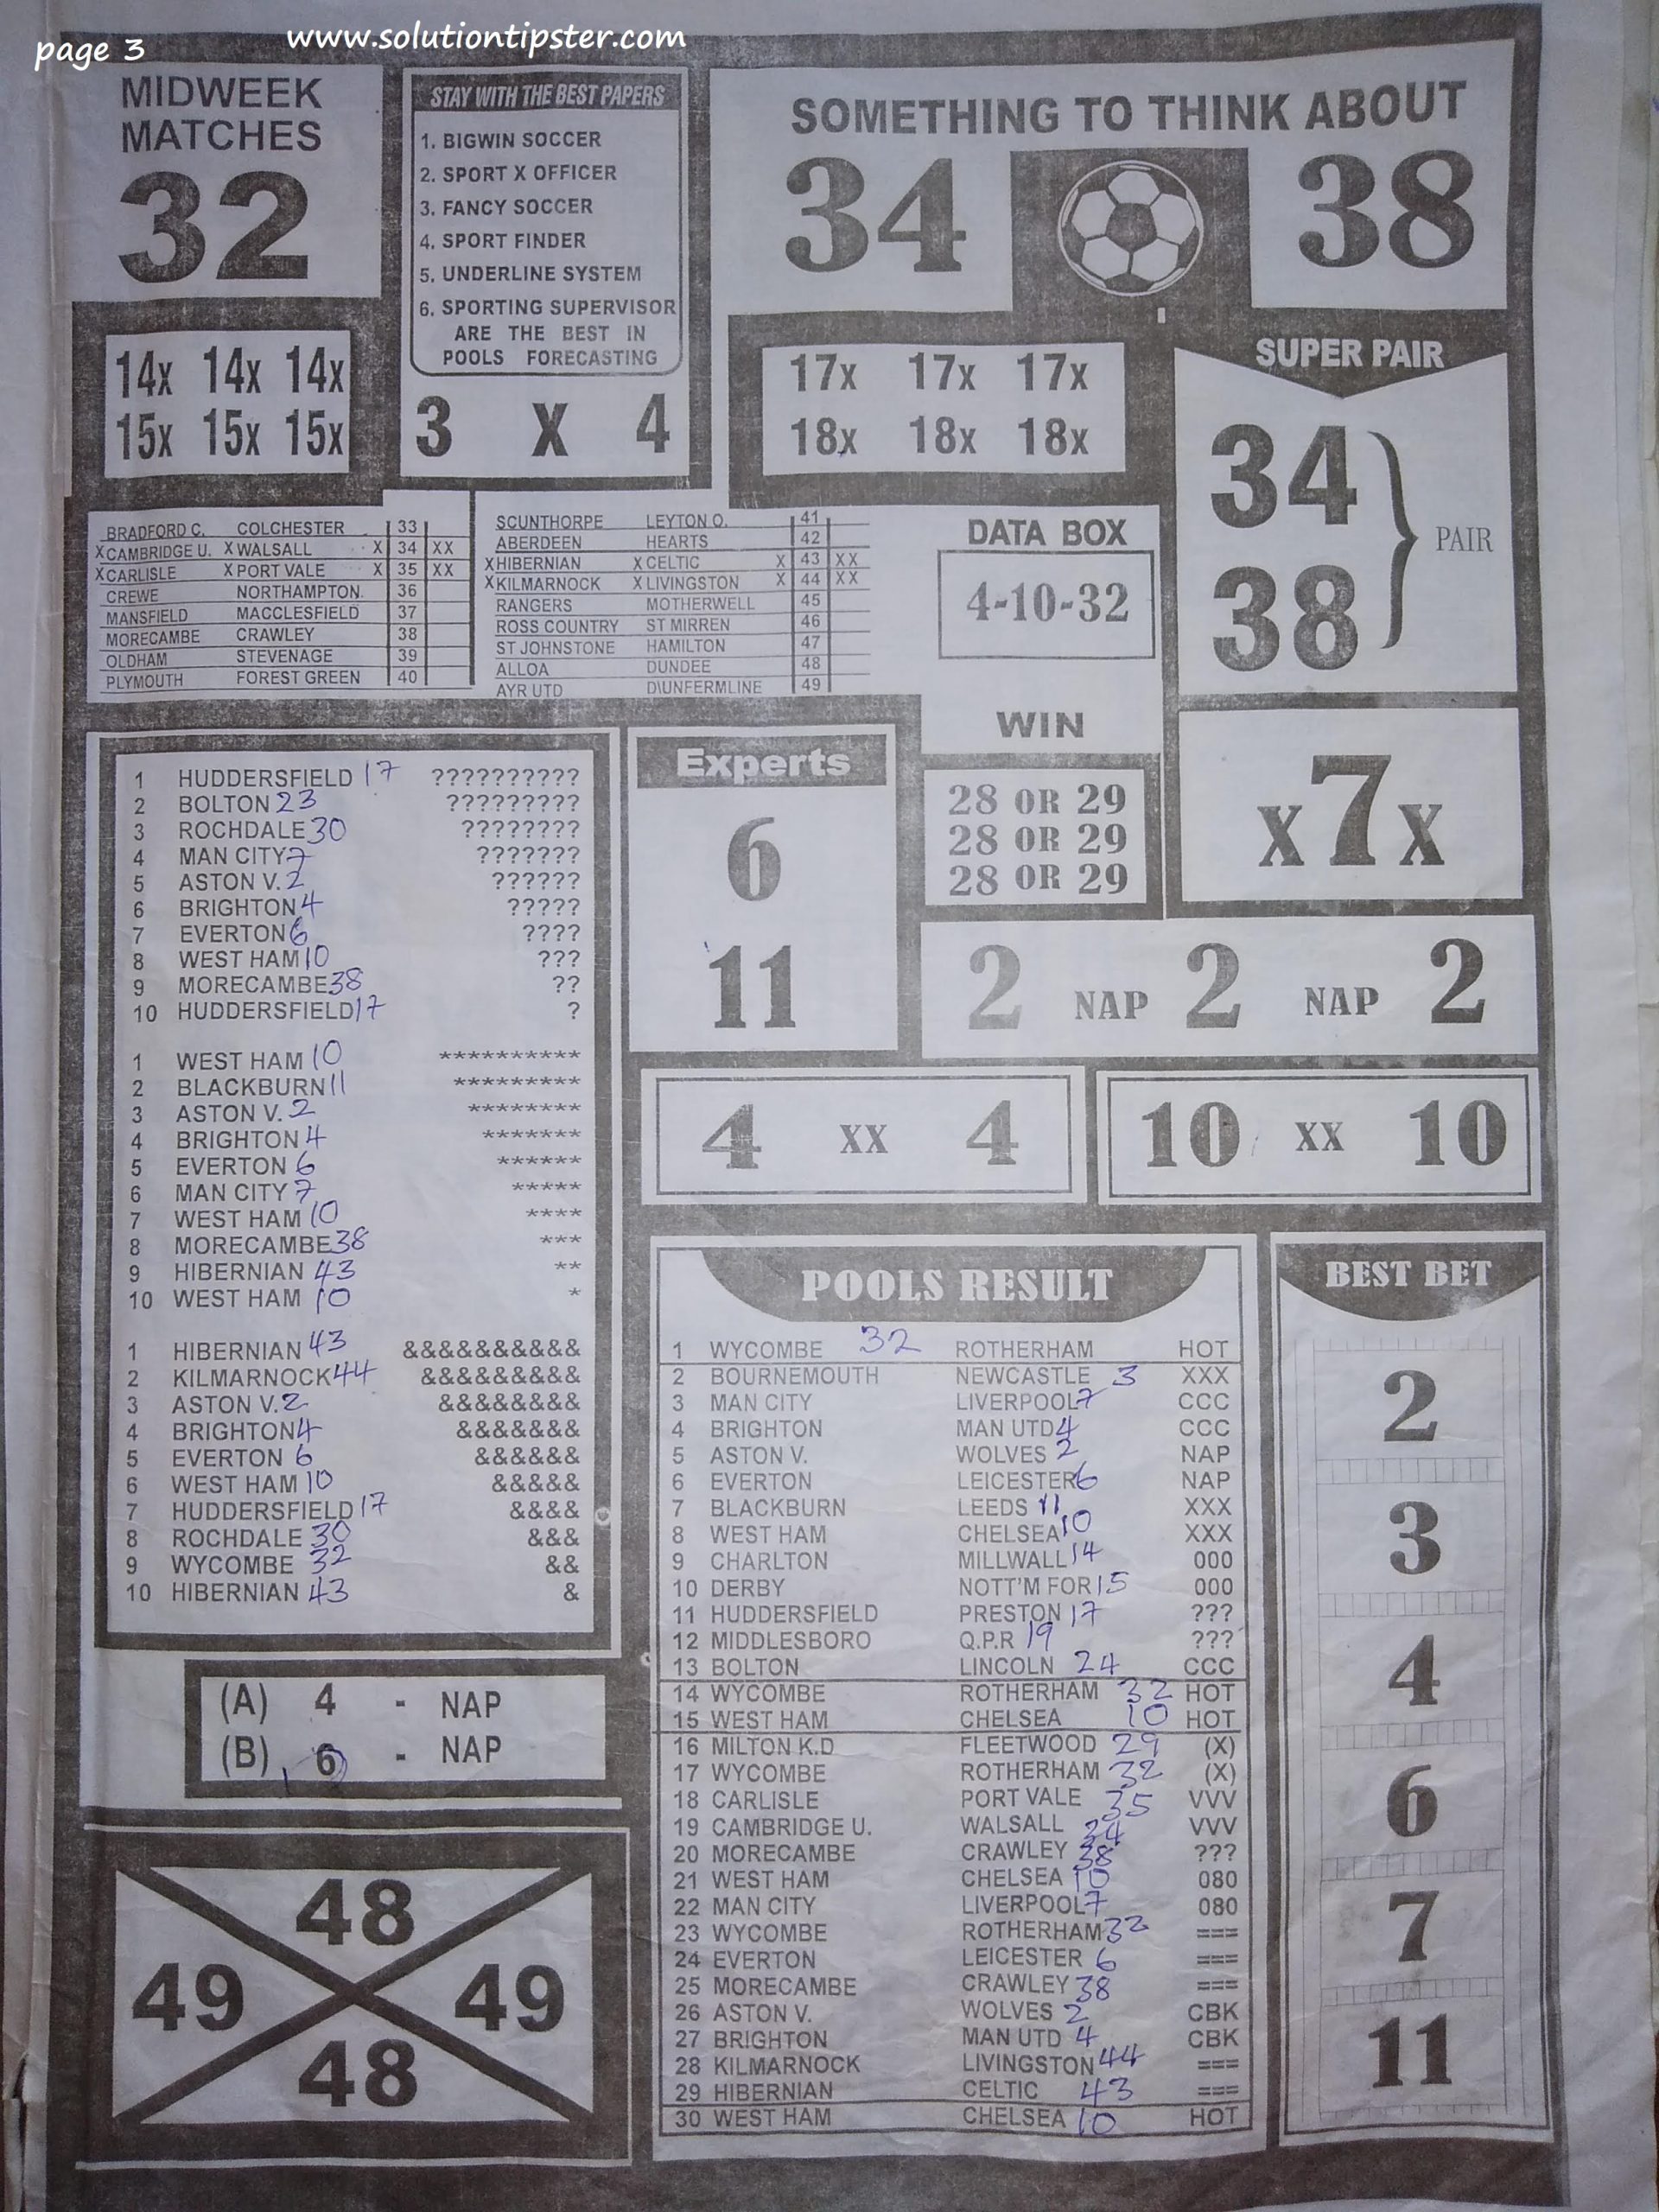 page 3
www.solutiontipster.com
MIDWEEK
MATCHES
32
STAY WITH THE BEST PAPERS
1. BIGWIN SOCCER
2. SPORT X OFFICER
3. FANCY SOCCER
4. SPORT FINDER
5. UNDERLINE SYSTEM
6. SPORTING SUPERVISOR
ARE THE BEST IN
POOLS FORECASTING
SOMETHING TO THINK ABOUT
34 38
14x 14x 14x
15x 15x 15x
3 X 4
17x 17x 17x
18x 18x 18x
SUPER PAIR
34
38
PAIR
BRADFORD C. COLCHESTER 33
X CAMBRIDGE U. X WALSALL X 34 XX
X CARLISLE X PORT VALE X 35 XX
CREWE NORTHAMPTON 36
MANSFIELD MACCLESFIELD 37
MORECAMBE CRAWLEY 38
OLDHAM STEVENAGE 39
PLYMOUTH FOREST GREEN 40
SCUNTHORPE LEYTON O. 41
ABERDEEN HEARTS 42
X HIBERNIAN X CELTIC X 43 XX
X KILMARNOCK X LIVINGSTON X 44 XX
RANGERS MOTHERWELL 45
ROSS COUNTRY ST MIRREN 46
ST JOHNSTONE HAMILTON 47
ALLOA DUNDEE 48
AYR UTD D\UNFERMLINE 49
DATA BOX
4-10-32
WIN
28 OR 29
28 OR 29
28 OR 29
x 7 x
1 HUDDERSFIELD 17 ??????????
2 BOLTON 23 ?????????
3 ROCHDALE 30 ????????
4 MAN CITY 7 ???????
5 ASTON V. 2 ??????
6 BRIGHTON 4 ?????
7 EVERTON 6 ????
8 WEST HAM 10 ???
9 MORECAMBE 38 ??
10 HUDDERSFIELD 17 ?
1 WEST HAM 10 **********
2 BLACKBURN 11 *********
3 ASTON V. 2 ********
4 BRIGHTON 4 *******
5 EVERTON 6 ******
6 MAN CITY 7 *****
7 WEST HAM 10 ****
8 MORECAMBE 38 ***
9 HIBERNIAN 43 **
10 WEST HAM 10 *
1 HIBERNIAN 43 &&&&&&&&&&
2 KILMARNOCK 44 &&&&&&&&&
3 ASTON V. 2 &&&&&&&&
4 BRIGHTON 4 &&&&&&&
5 EVERTON 6 &&&&&&
6 WEST HAM 10 &&&&&
7 HUDDERSFIELD 17 &&&&
8 ROCHDALE 30 &&&
9 WYCOMBE 32 &&
10 HIBERNIAN 43 &
Experts
6
11
2 NAP 2 NAP 2
4 XX 4
10 XX 10
(A) 4 - NAP
(B) 6 - NAP
48
49 49
48
POOLS RESULT
1 WYCOMBE 32 ROTHERHAM HOT
2 BOURNEMOUTH NEWCASTLE 3 XXX
3 MAN CITY LIVERPOOL 7 CCC
4 BRIGHTON MAN UTD 4 CCC
5 ASTON V. WOLVES 2 NAP
6 EVERTON LEICESTER 6 NAP
7 BLACKBURN LEEDS 11 XXX
8 WEST HAM CHELSEA 10 XXX
9 CHARLTON MILLWALL 14 000
10 DERBY NOTT'M FOR 15 000
11 HUDDERSFIELD PRESTON 17 ???
12 MIDDLESBORO Q.P.R 19 ???
13 BOLTON LINCOLN 24 CCC
14 WYCOMBE ROTHERHAM 32 HOT
15 WEST HAM CHELSEA 10 HOT
16 MILTON K.D FLEETWOOD 29 (X)
17 WYCOMBE ROTHERHAM 32 (X)
18 CARLISLE PORT VALE 35 VVV
19 CAMBRIDGE U. WALSALL 34 VVV
20 MORECAMBE CRAWLEY 38 ???
21 WEST HAM CHELSEA 10 080
22 MAN CITY LIVERPOOL 7 080
23 WYCOMBE ROTHERHAM 32 ===
24 EVERTON LEICESTER 6 ===
25 MORECAMBE CRAWLEY 38 ===
26 ASTON V. WOLVES 2 CBK
27 BRIGHTON MAN UTD 4 CBK
28 KILMARNOCK LIVINGSTON 44 ===
29 HIBERNIAN CELTIC 43 ===
30 WEST HAM CHELSEA 10 HOT
BEST BET
2
3
4
6
7
11